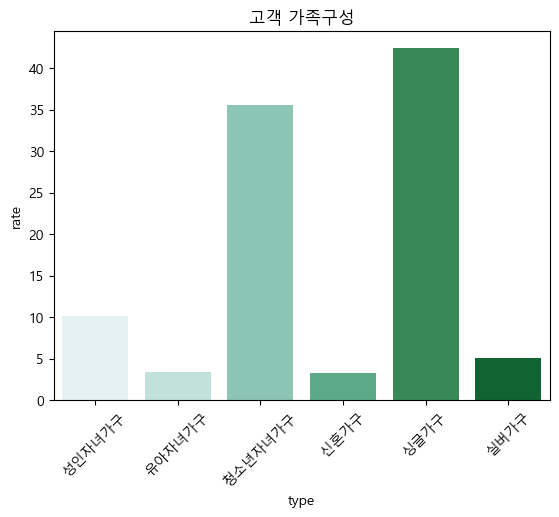 고객 가족구성
rate
40
35
30
25
20
15
10
5
0
성인자녀가구
유아자녀가구
청소년자녀가구
신혼가구
싱글가구
실버가구
type